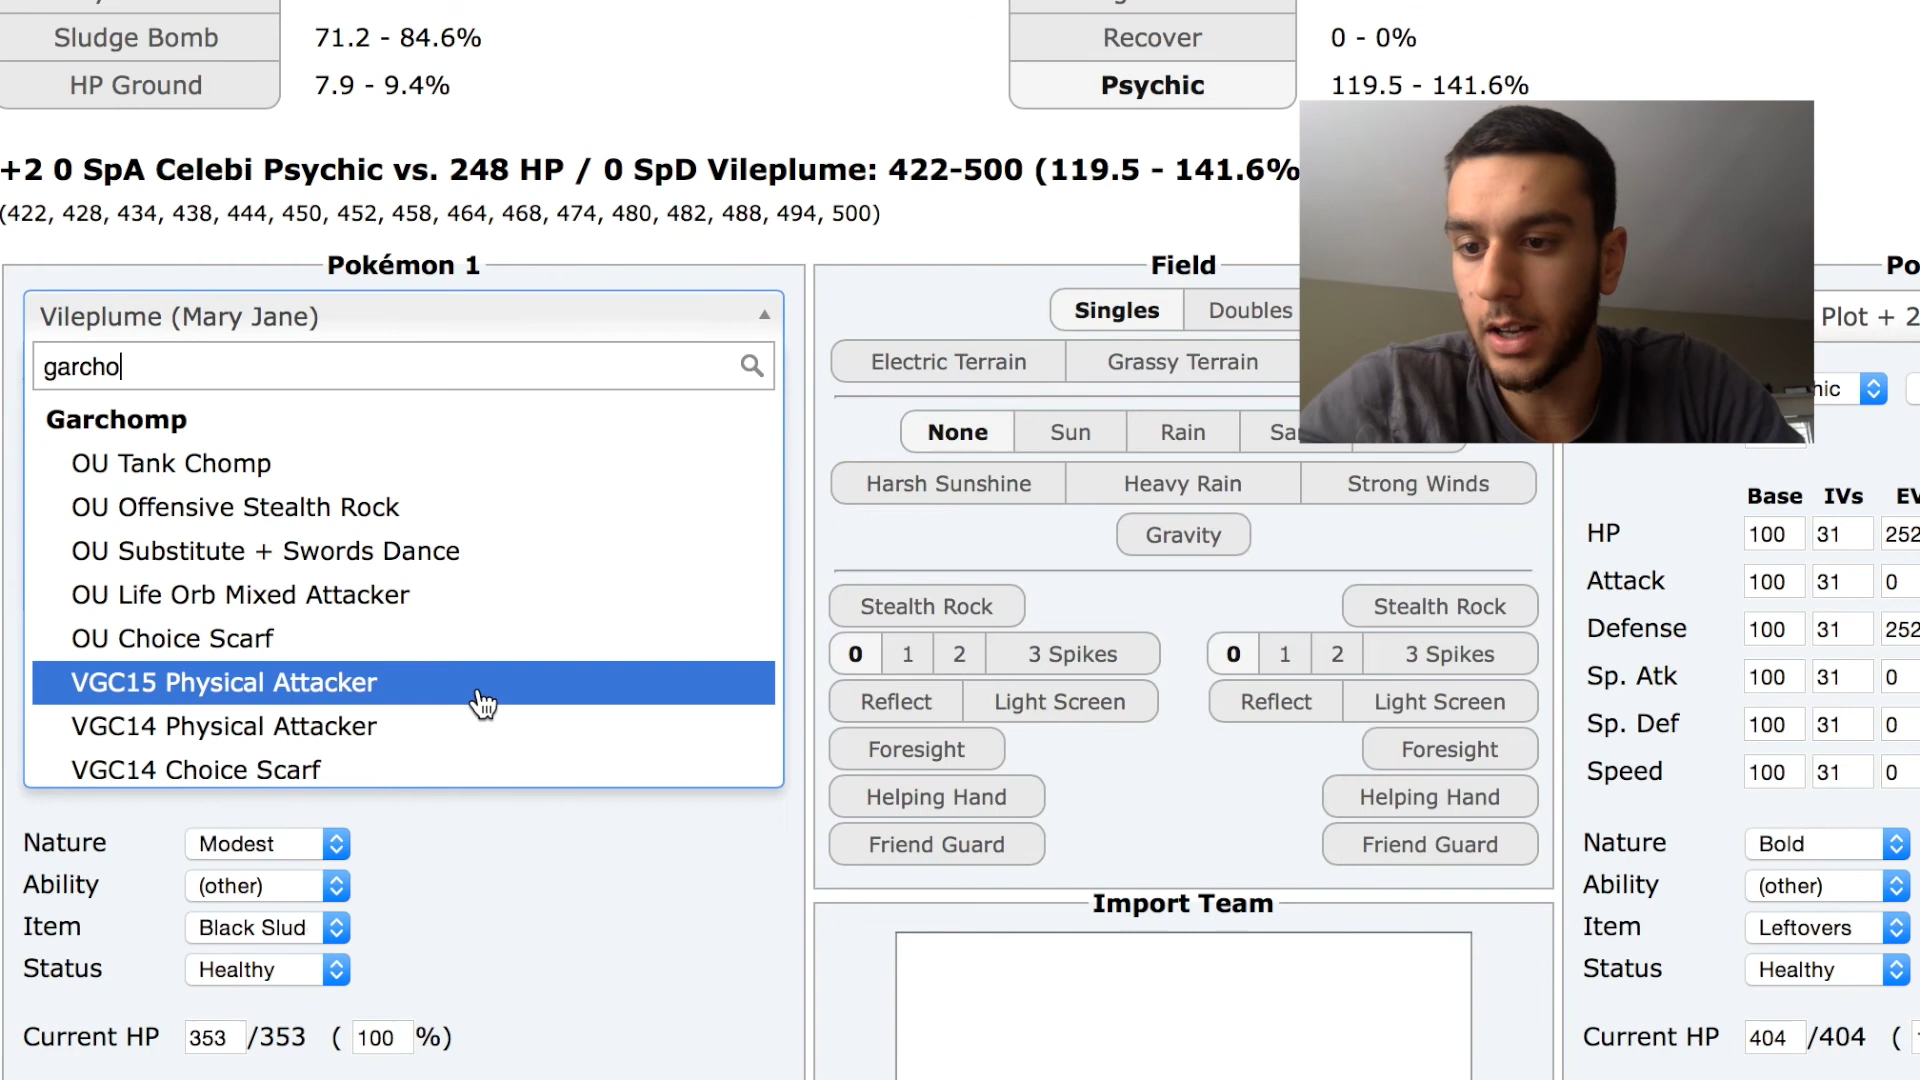 Sludge Bomb 71.2 - 84.6% Recover 0 - 0%
HP Ground 7.9 - 9.4% Psychic 119.5 - 141.6%
+2 0 SpA Celebi Psychic vs. 248 HP / 0 SpD Vileplume: 422-500 (119.5 - 141.6%
(422, 428, 434, 438, 444, 450, 452, 458, 464, 468, 474, 480, 482, 488, 494, 500)
Pokémon 1
Vileplume (Mary Jane)
garcho
Garchomp
OU Tank Chomp
OU Offensive Stealth Rock
OU Substitute + Swords Dance
OU Life Orb Mixed Attacker
OU Choice Scarf
VGC15 Physical Attacker
VGC14 Physical Attacker
VGC14 Choice Scarf
Nature Modest
Ability (other)
Item Black Slud
Status Healthy
Current HP 353 /353 ( 100 %)
Field
Singles Doubles
Electric Terrain Grassy Terrain
None Sun Rain Sa
Harsh Sunshine Heavy Rain Strong Winds
Gravity
Stealth Rock Stealth Rock
0 1 2 3 Spikes 0 1 2 3 Spikes
Reflect Light Screen Reflect Light Screen
Foresight Foresight
Helping Hand Helping Hand
Friend Guard Friend Guard
Import Team
Po
Plot + 2
hic
Base IVs EV
HP 100 31 252
Attack 100 31 0
Defense 100 31 252
Sp. Atk 100 31 0
Sp. Def 100 31 0
Speed 100 31 0
Nature Bold
Ability (other)
Item Leftovers
Status Healthy
Current HP 404 /404 (